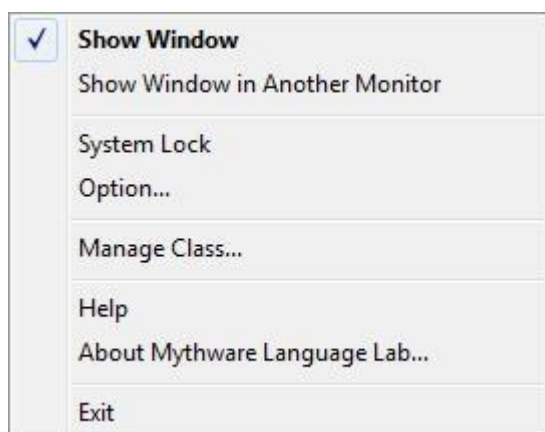 Show Window
Show Window in Another Monitor
System Lock
Option...
Manage Class...
Help
About Mythware Language Lab...
Exit